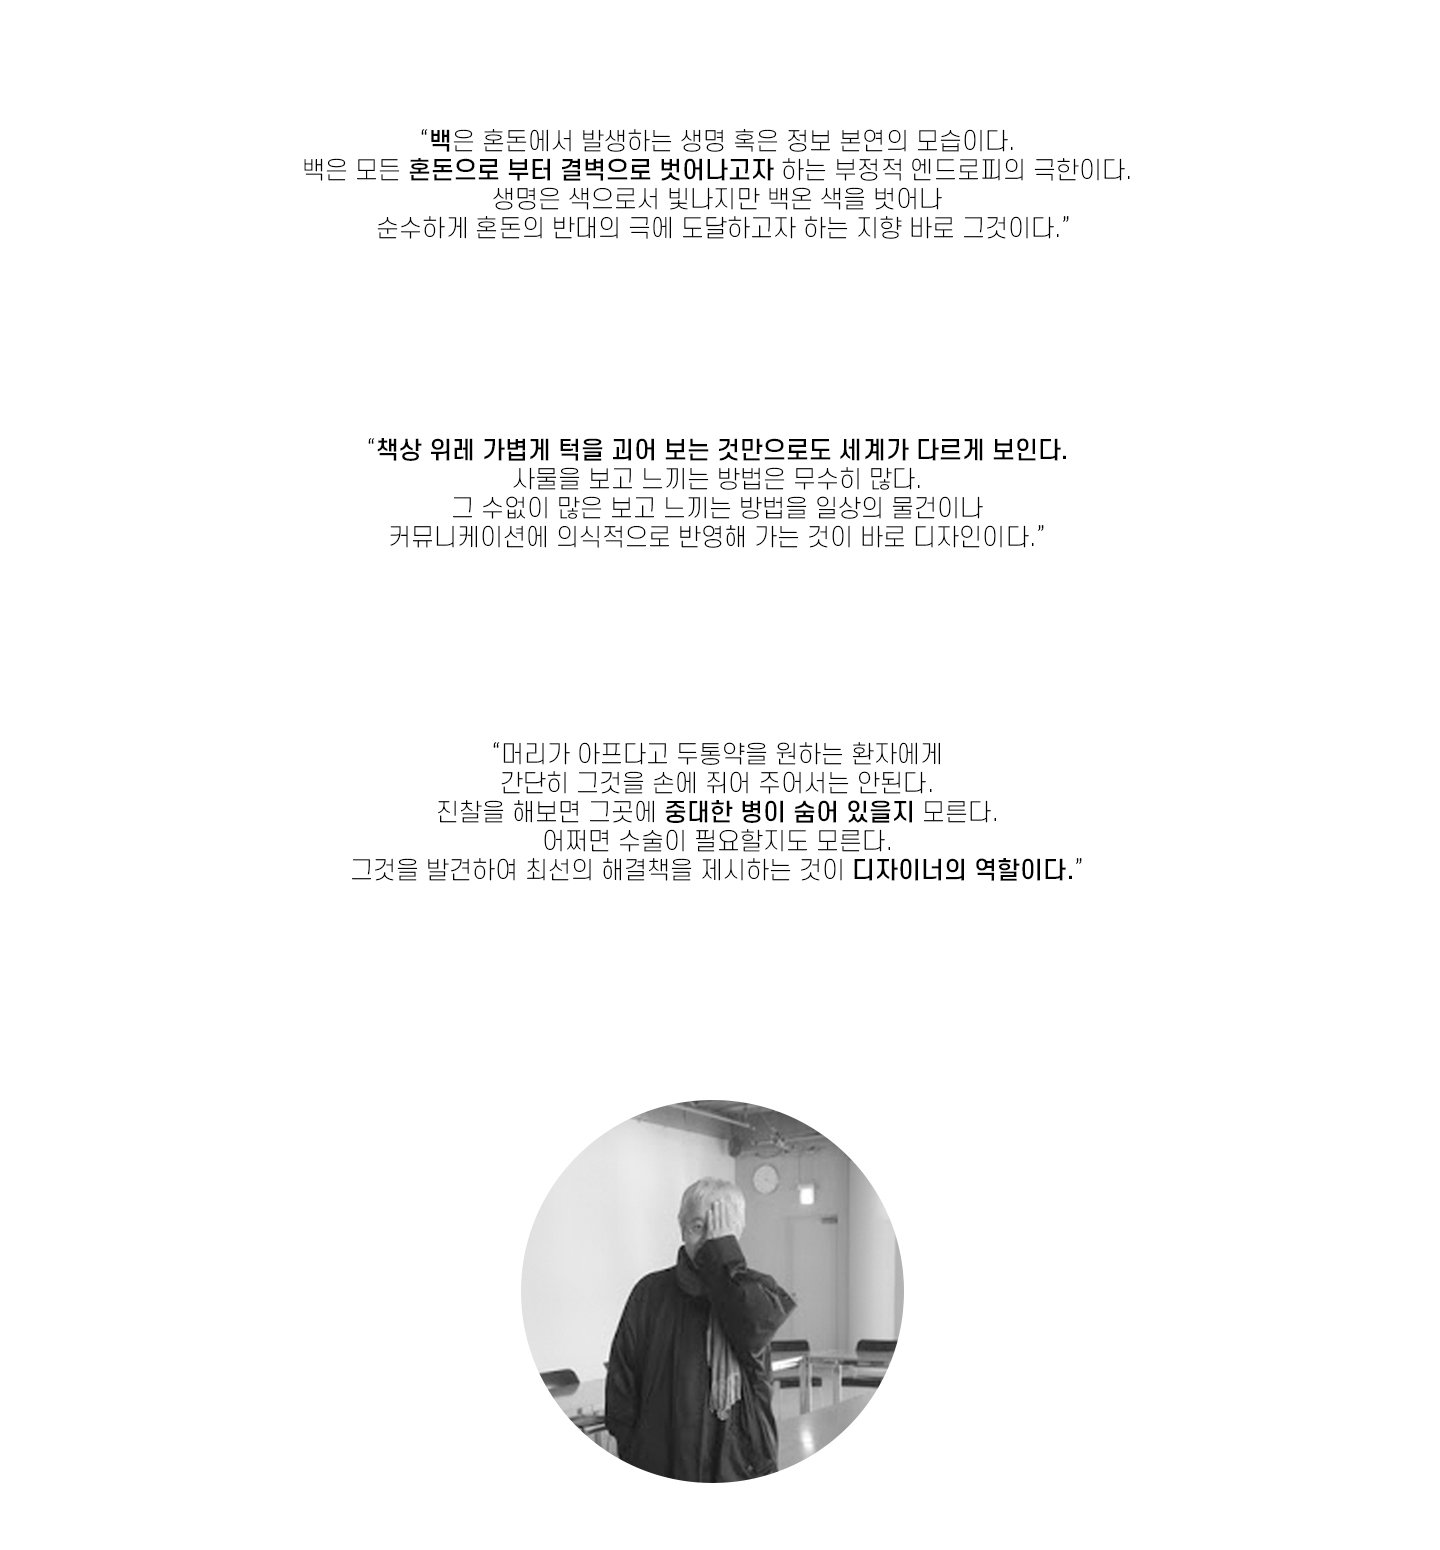 “백은 혼돈에서 발생하는 생명 혹은 정보 본연의 모습이다.
백은 모든 혼돈으로 부터 결벽으로 벗어나고자 하는 부정적 엔드로피의 극한이다.
생명은 색으로서 빛나지만 백온 색을 벗어나
순수하게 혼돈의 반대의 극에 도달하고자 하는 지향 바로 그것이다.”
“책상 위레 가볍게 턱을 괴어 보는 것만으로도 세계가 다르게 보인다.
사물을 보고 느끼는 방법은 무수히 많다.
그 수없이 많은 보고 느끼는 방법을 일상의 물건이나
커뮤니케이션에 의식적으로 반영해 가는 것이 바로 디자인이다.”
“머리가 아프다고 두통약을 원하는 환자에게
간단히 그것을 손에 쥐어 주어서는 안된다.
진찰을 해보면 그곳에 중대한 병이 숨어 있을지 모른다.
어쩌면 수술이 필요할지도 모른다.
그것을 발견하여 최선의 해결책을 제시하는 것이 디자이너의 역할이다.”